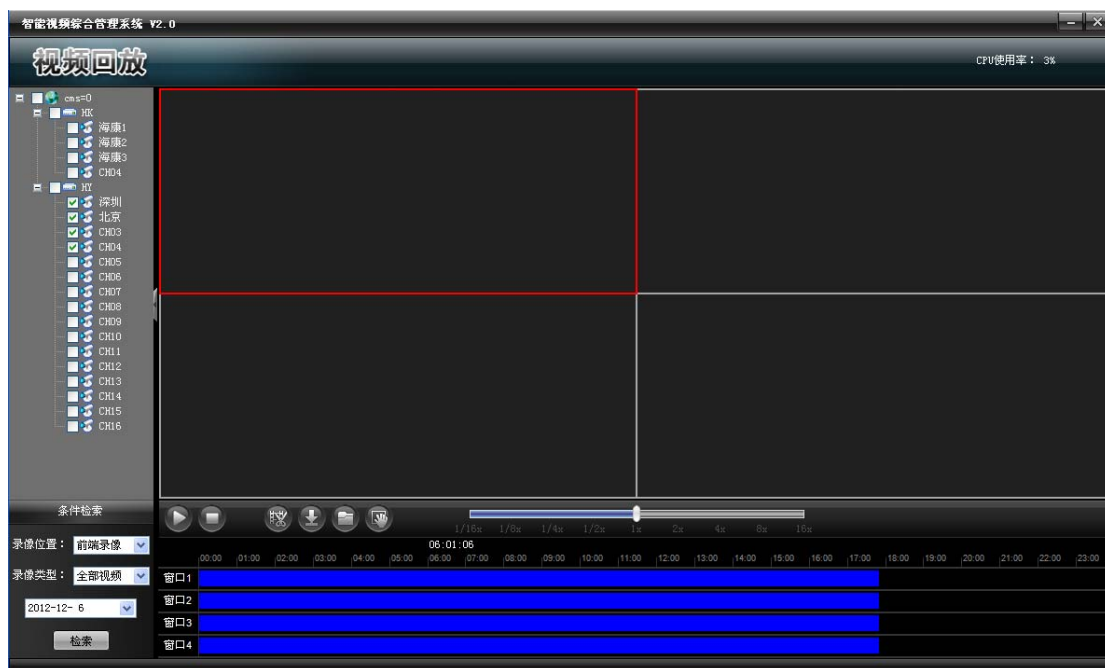 智能视频综合管理系统 V2.0
视频回放
CPU使用率： 3%
cms=0
HK
海康1
海康2
海康3
CH04
HY
深圳
北京
CH03
CH04
CH05
CH06
CH07
CH08
CH09
CH10
CH11
CH12
CH13
CH14
CH15
CH16
条件检索
录像位置： 前端录像
录像类型： 全部视频
2012-12- 6
检索
1/16x 1/8x 1/4x 1/2x 1x 2x 4x 8x 16x
06:01:06
00:00 01:00 02:00 03:00 04:00 05:00 06:00 07:00 08:00 09:00 10:00 11:00 12:00 13:00 14:00 15:00 16:00 17:00 18:00 19:00 20:00 21:00 22:00 23:00
窗口1
窗口2
窗口3
窗口4